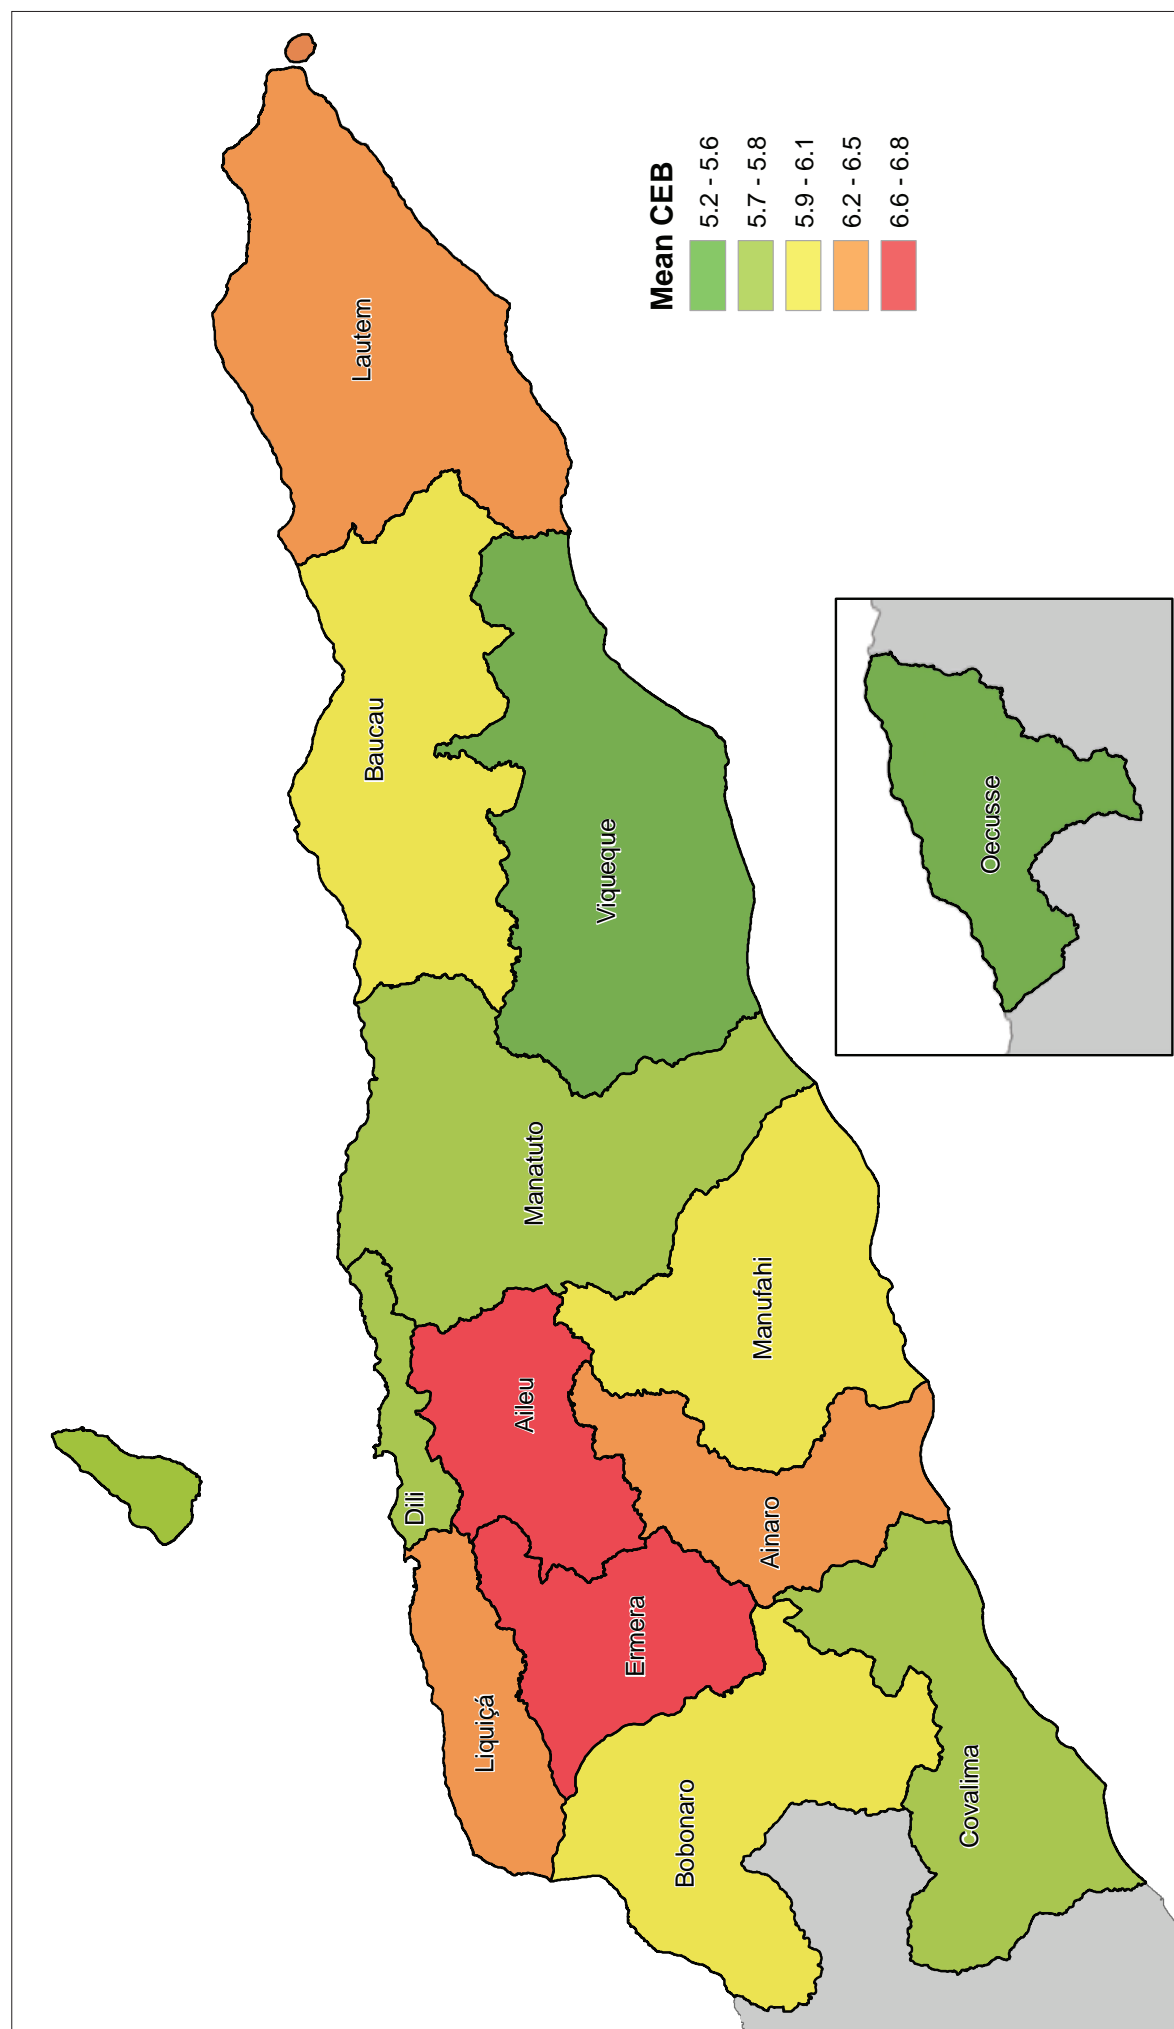 Lautem
Baucau
Viqueque
Manatuto
Manufahi
Dili
Aileu
Ainaro
Liquiçá
Ermera
Bobonaro
Covalima
Oecusse
Mean CEB
5.2 - 5.6
5.7 - 5.8
5.9 - 6.1
6.2 - 6.5
6.6 - 6.8